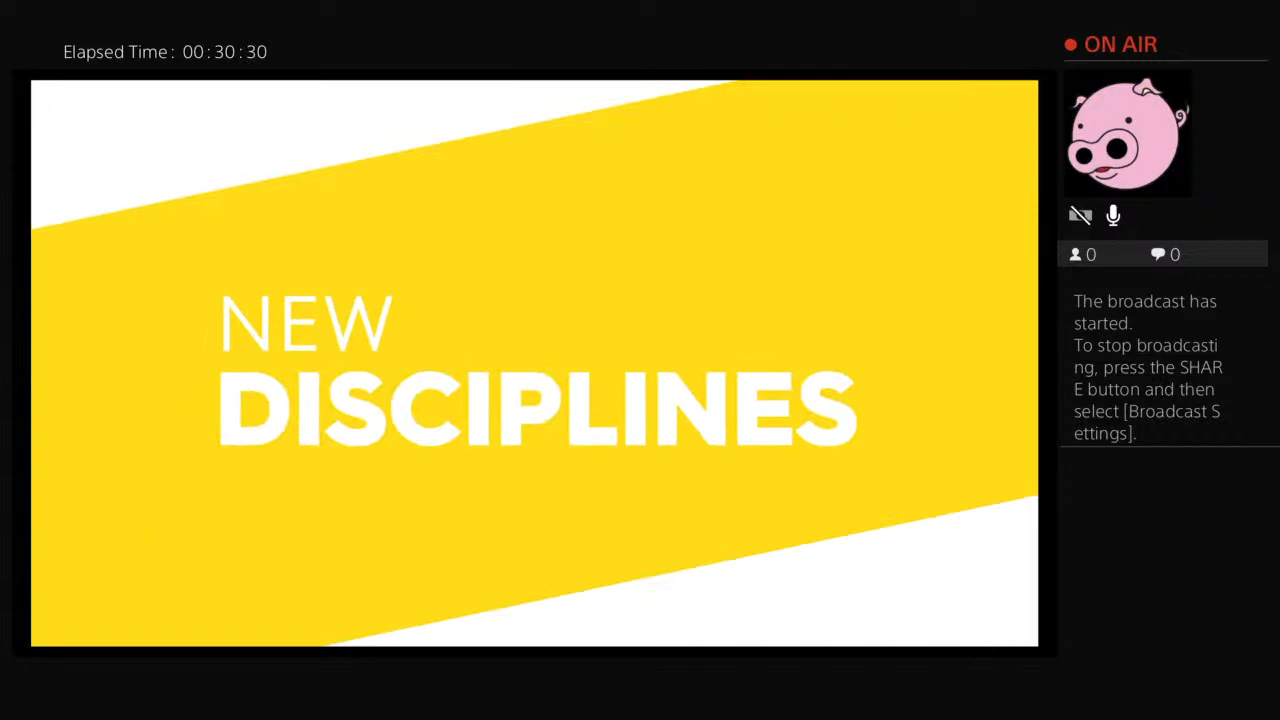 Elapsed Time: 00:30:30
ON AIR
NEW
DISCIPLINES
0 0
The broadcast has
started.
To stop broadcasti
ng, press the SHAR
E button and then
select [Broadcast S
ettings].